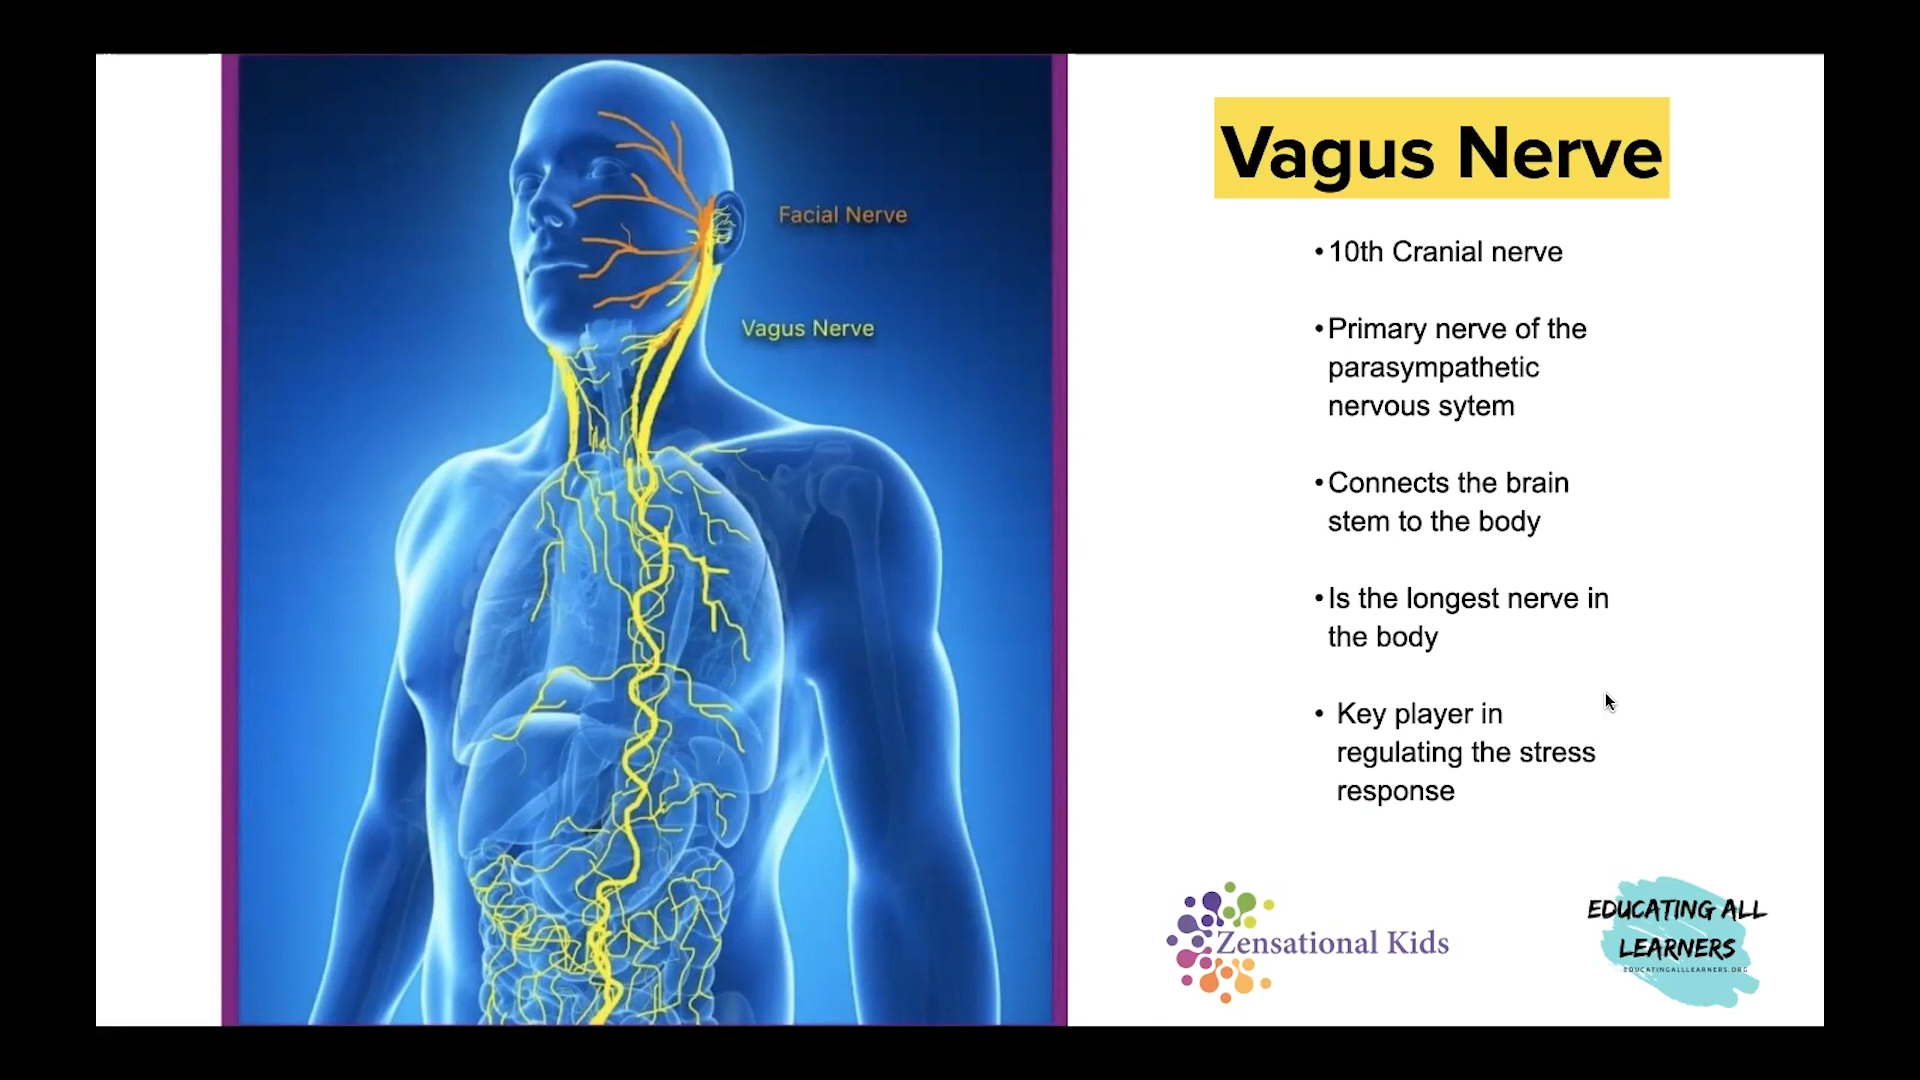 Facial Nerve
Vagus Nerve
Vagus Nerve
•10th Cranial nerve
•Primary nerve of the
parasympathetic
nervous sytem
•Connects the brain
stem to the body
•Is the longest nerve in
the body
• Key player in
regulating the stress
response
Zensational Kids
EDUCATING ALL
LEARNERS
EDUCATINGALLLEARNERS.ORG